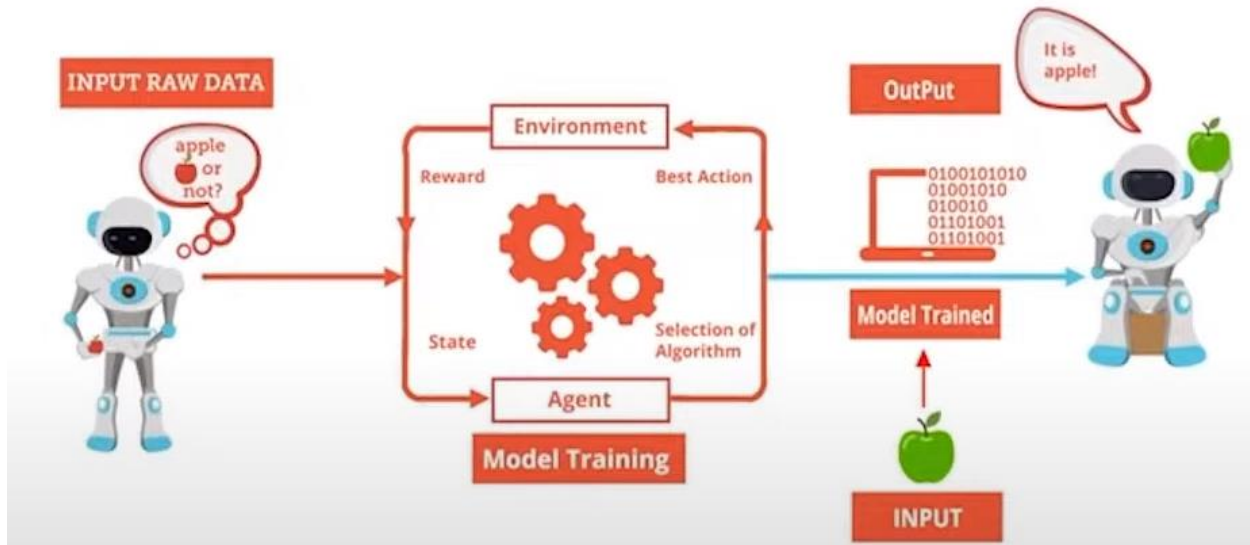 INPUT RAW DATA
apple
or
not?
Environment
Reward
Best Action
State
Selection of
Algorithm
Agent
Model Training
OutPut
0100101010
01001010
010010
01101001
01101001
Model Trained
INPUT
It is
apple!